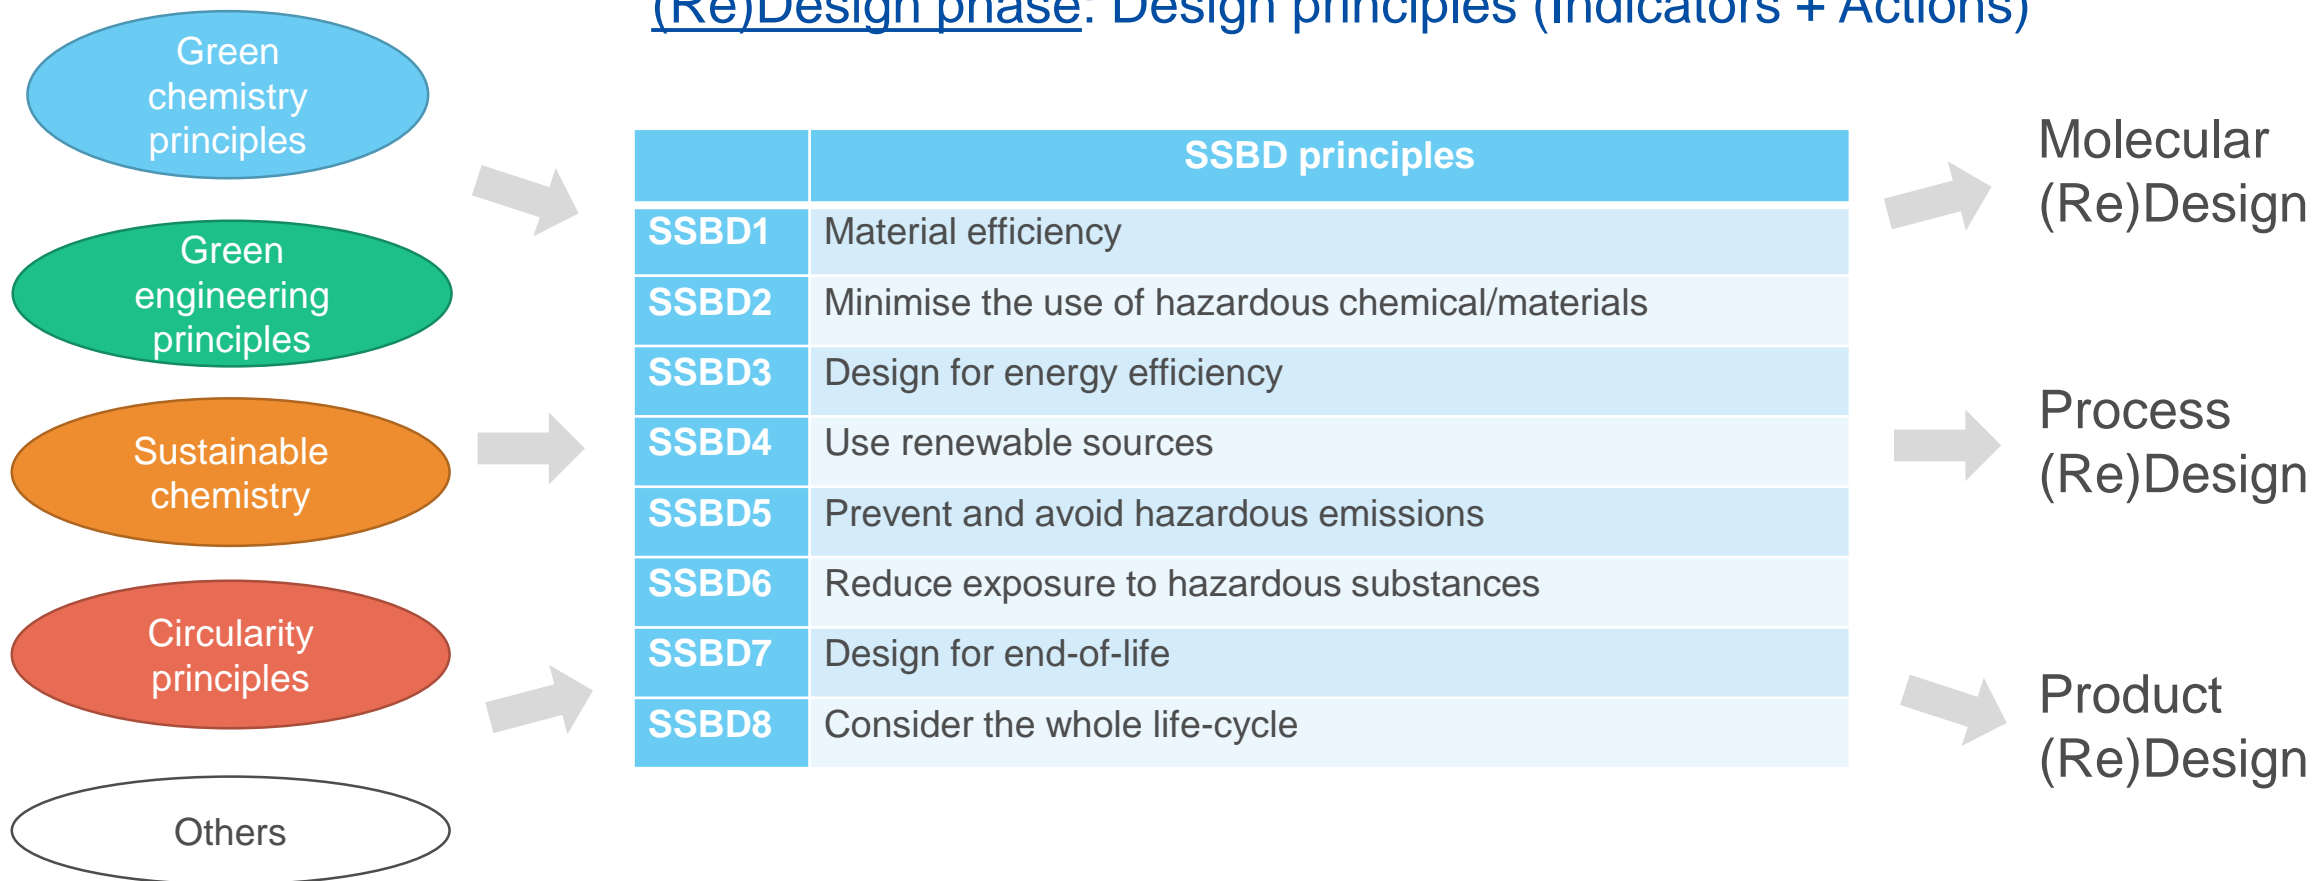 (Re)Design phase: Design principles (Indicators + Actions)
Green
chemistry
principles
Green
engineering
principles
Sustainable
chemistry
Circularity
principles
Others
SSBD principles
SSBD1 Material efficiency
SSBD2 Minimise the use of hazardous chemical/materials
SSBD3 Design for energy efficiency
SSBD4 Use renewable sources
SSBD5 Prevent and avoid hazardous emissions
SSBD6 Reduce exposure to hazardous substances
SSBD7 Design for end-of-life
SSBD8 Consider the whole life-cycle
Molecular
(Re)Design
Process
(Re)Design
Product
(Re)Design